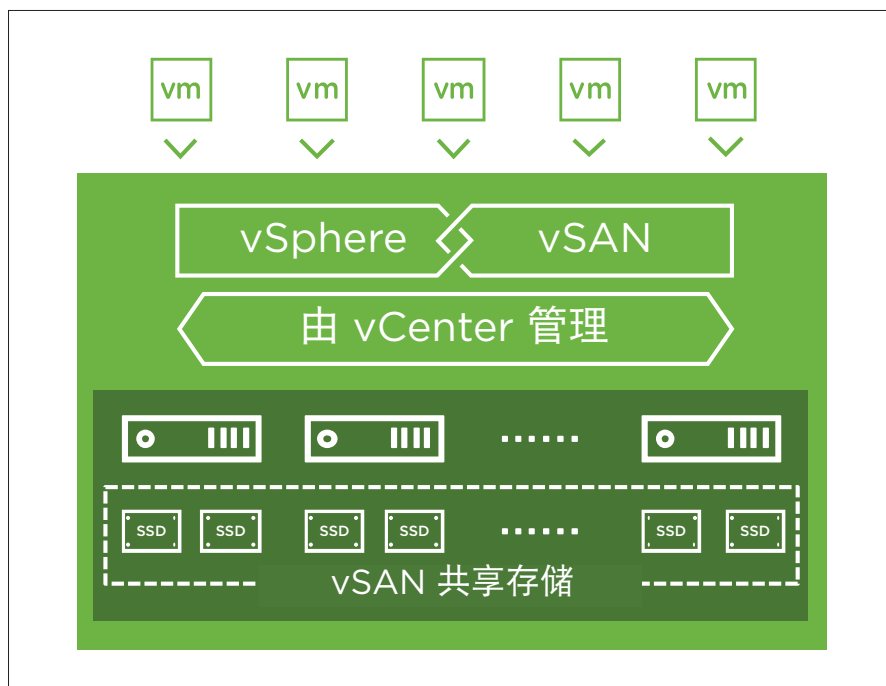 vm vm vm vm vm
vSphere vSAN
由 vCenter 管理
......
SSD SSD SSD SSD ...... SSD SSD
vSAN 共享存储